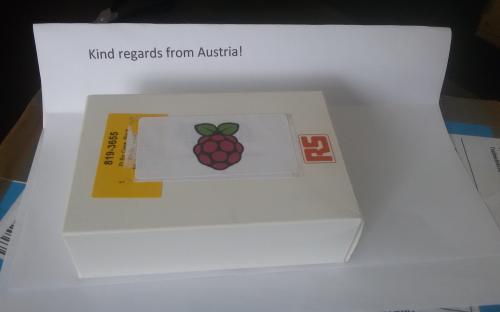 Kind regards from Austria!
819-3655
RS